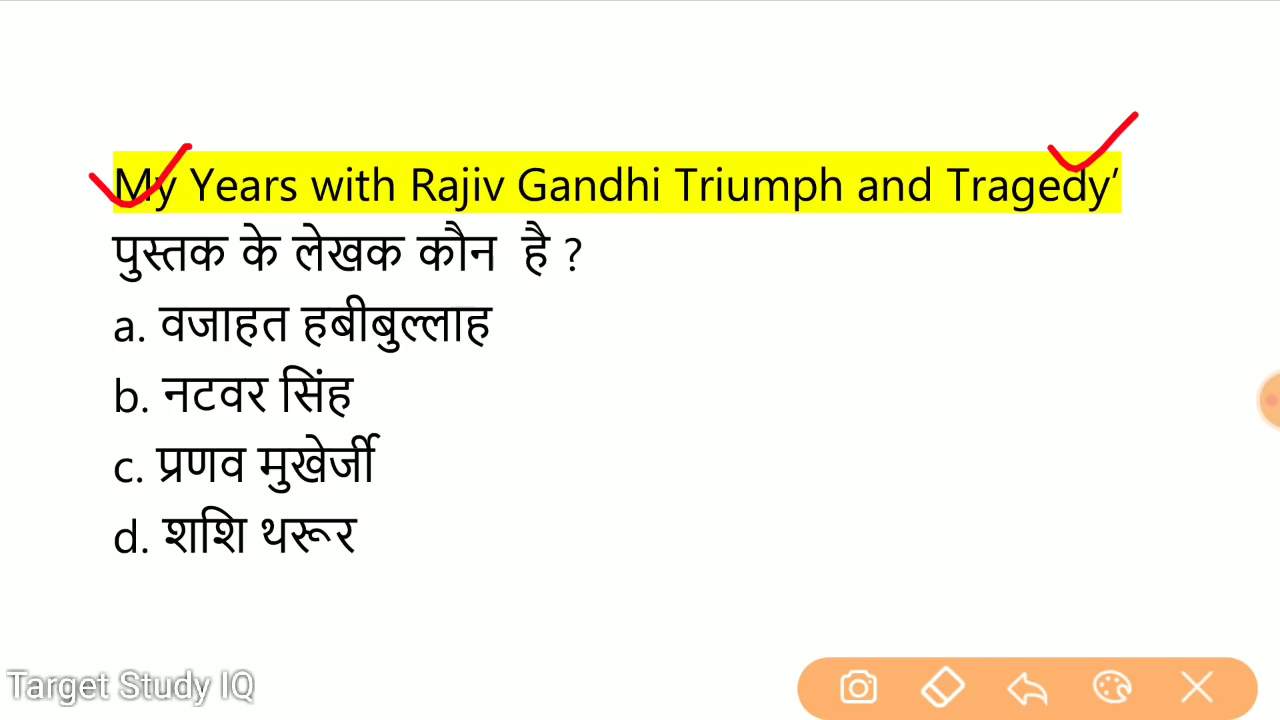 My Years with Rajiv Gandhi Triumph and Tragedy’
पुस्तक के लेखक कौन है ?
a. वजाहत हबीबुल्लाह
b. नटवर सिंह
c. प्रणव मुखेर्जी
d. शशि थरूर
Target Study IQ